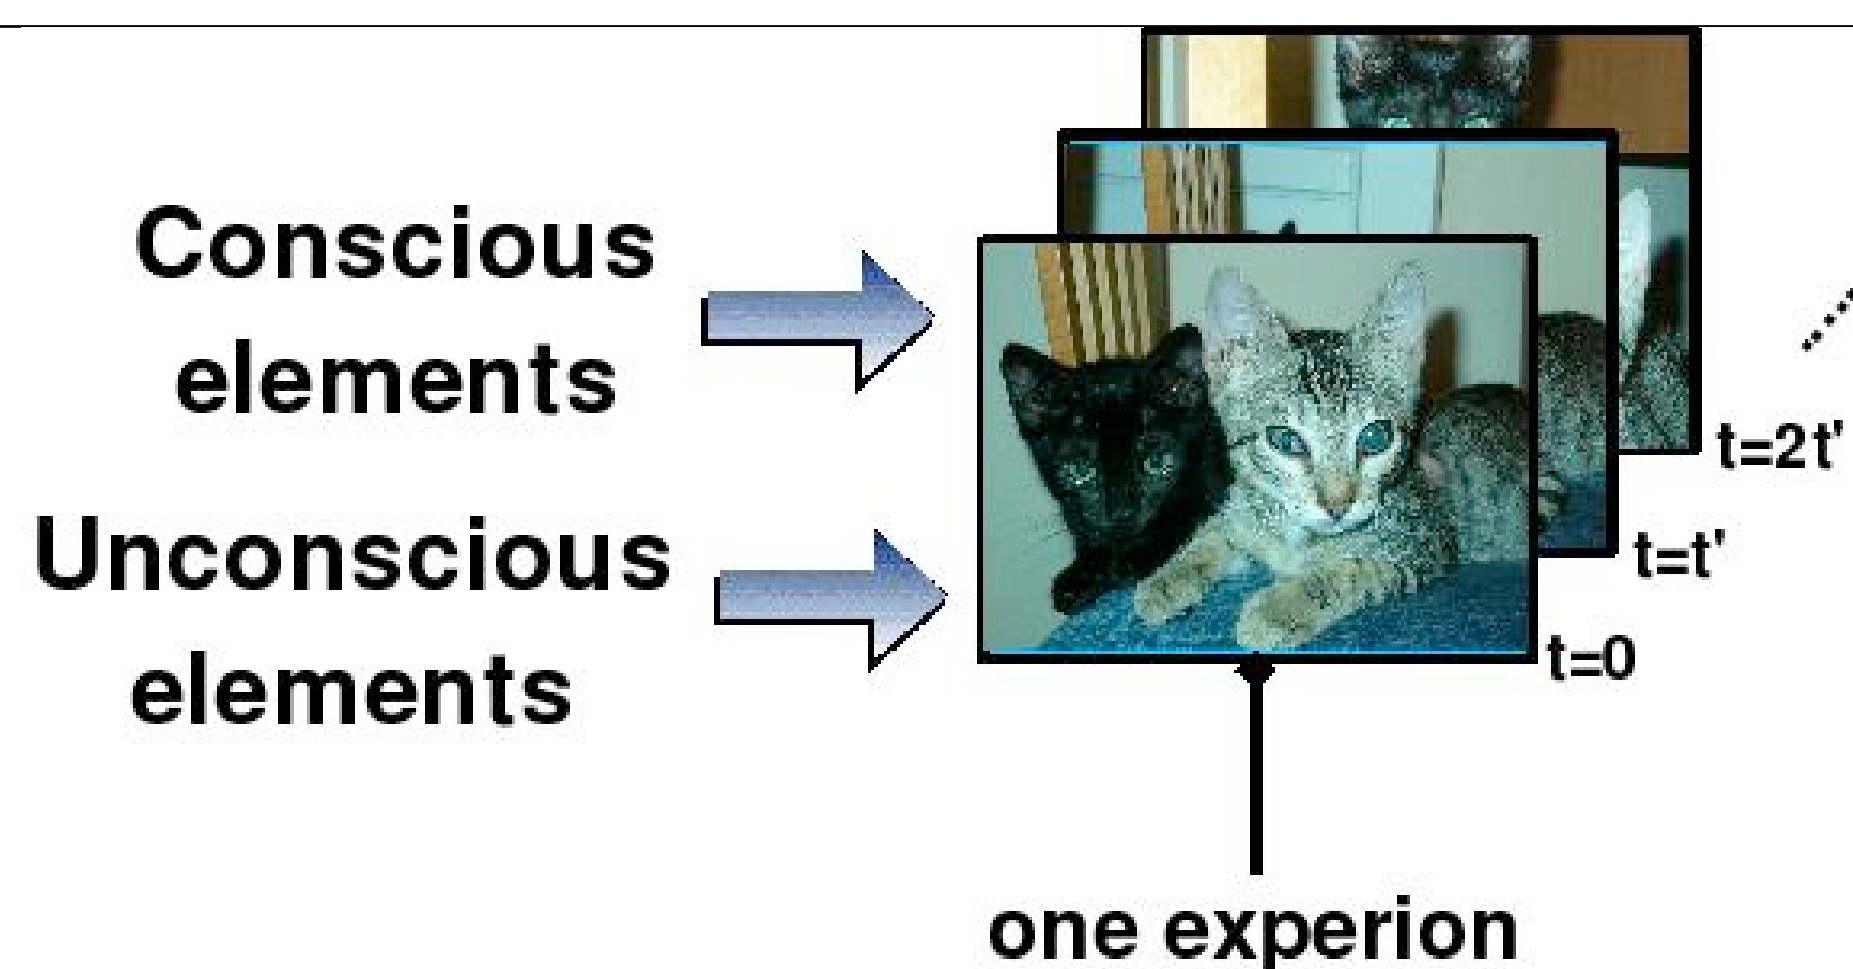 Conscious
elements
Unconscious
elements
t=2t'
t=t'
t=0
one experion